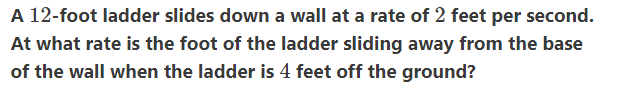 A 12-foot ladder slides down a wall at a rate of 2 feet per second.
At what rate is the foot of the ladder sliding away from the base
of the wall when the ladder is 4 feet off the ground?